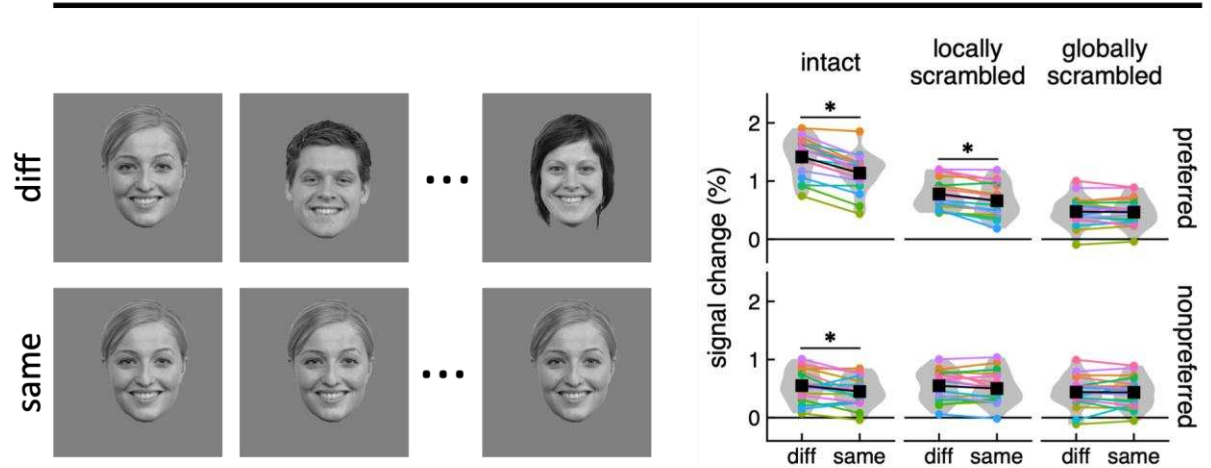 diff
same
...
...
intact
locally
scrambled
globally
scrambled
signal change (%)
2
1
0
*
*
preferred
2
1
0
*
nonpreferred
diff same
diff same
diff same